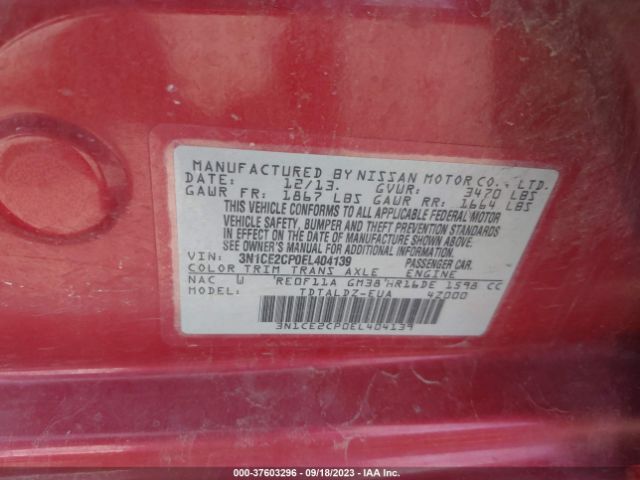 MANUFACTURED BY NISSAN MOTOR CO., LTD.
DATE: 12/13. GVWR: 3470 LBS
GAWR FR: 1867 LBS GAWR RR: 1664 LBS
THIS VEHICLE CONFORMS TO ALL APPLICABLE FEDERAL MOTOR
VEHICLE SAFETY, BUMPER, AND THEFT PREVENTION STANDARDS
IN EFFECT ON THE DATE OF MANUFACTURE SHOWN ABOVE.
SEE OWNER'S MANUAL FOR ADDITIONAL INFORMATION.
VIN: 3N1CE2CP0EL404139 PASSENGER CAR.
COLOR TRIM TRANS AXLE ENGINE
NAC W RE0F11A GM38 HR16DE 1598 CC
MODEL: TDTALDZ-EUA 4Z000
3N1CE2CP0EL404139
000-37603296 - 09/18/2023 - IAA Inc.